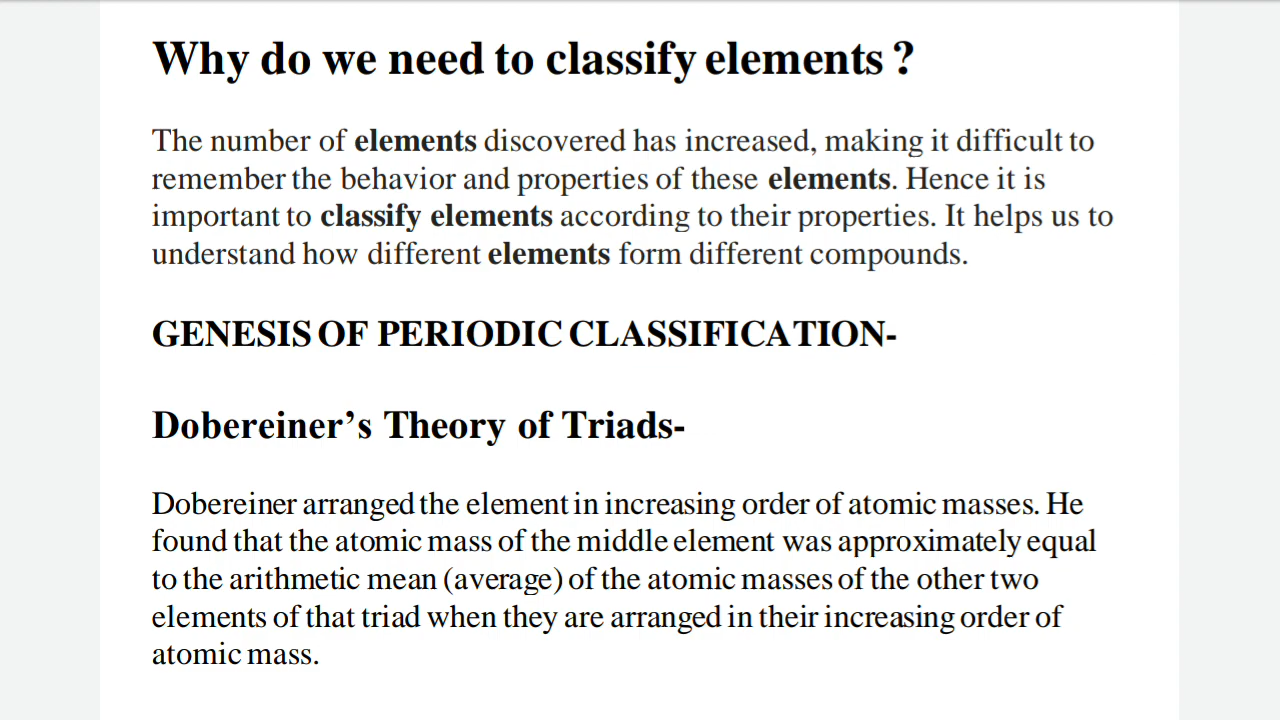 Why do we need to classify elements ?
The number of elements discovered has increased, making it difficult to
remember the behavior and properties of these elements. Hence it is
important to classify elements according to their properties. It helps us to
understand how different elements form different compounds.
GENESIS OF PERIODIC CLASSIFICATION-
Dobereiner’s Theory of Triads-
Dobereiner arranged the element in increasing order of atomic masses. He
found that the atomic mass of the middle element was approximately equal
to the arithmetic mean (average) of the atomic masses of the other two
elements of that triad when they are arranged in their increasing order of
atomic mass.